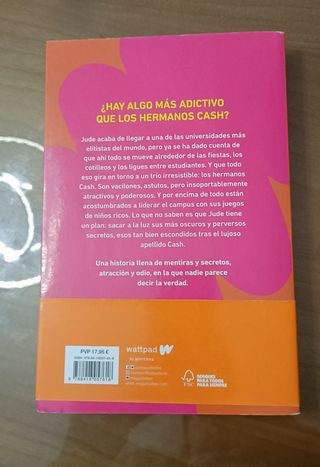 ¿HAY ALGO MÁS ADICTIVO
QUE LOS HERMANOS CASH?
Jude acaba de llegar a una de las universidades más
elitistas del mundo, pero ya se ha dado cuenta de
que ahí todo se mueve alrededor de las fiestas, los
cotilleos y los ligues entre estudiantes. Y que todo
eso gira en torno a un trío irresistible: los hermanos
Cash. Son vacilones, astutos, pero insoportablemente
atractivos y poderosos. Y por encima de todo están
acostumbrados a liderar el campus con sus juegos
de niños ricos. Lo que no saben es que Jude tiene
un plan: sacar a la luz sus más oscuros y perversos
secretos, esos tan bien escondidos tras el lujoso
apellido Cash.
Una historia llena de mentiras y secretos,
atracción y odio, en la que nadie parece
decir la verdad.
PVP 17,95 €
wattpad
FSC
BOSQUES
PARA TODOS
PARA SIEMPRE